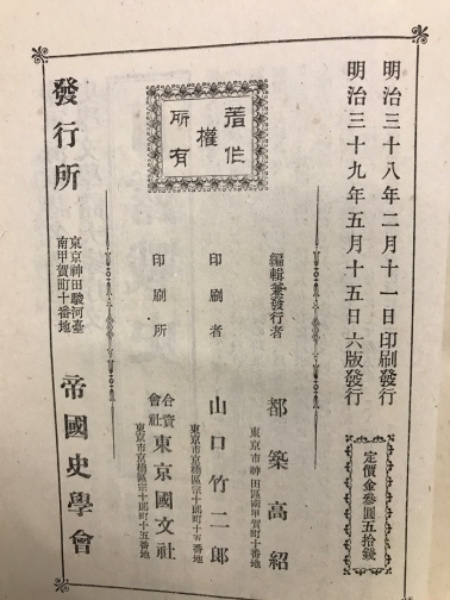 明治三十八年二月十一日印刷發行
明治三十九年五月十五日六版發行
定價金參圓五拾錢
著作
權
所有
編輯兼發行者
都築高紹
東京市神田區南甲賀町十番地
印刷者
山口竹二郎
東京市京橋區宗十郎町十五番地
印刷所
合資會社
東京國文社
東京市京橋區宗十郎町十五番地
發行所
東京神田駿河臺
南甲賀町十番地
帝國史學會